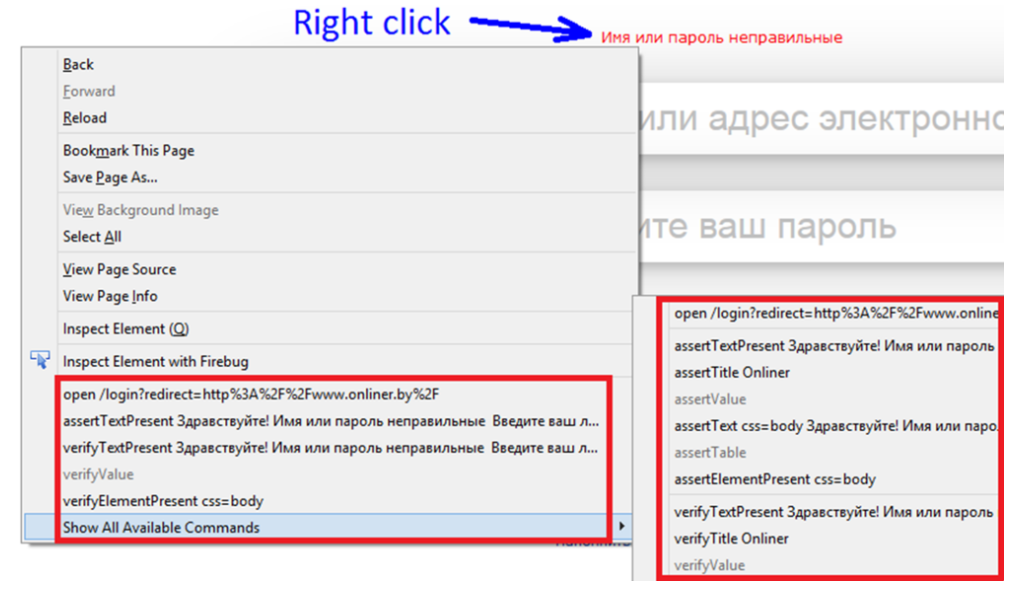 Right click
Имя или пароль неправильные
Back
Forward
Reload
Bookmark This Page
Save Page As...
View Background Image
Select All
View Page Source
View Page Info
Inspect Element (Q)
Inspect Element with Firebug
open /login?redirect=http%3A%2F%2Fwww.onliner.by%2F
assertTextPresent Здравствуйте! Имя или пароль неправильные Введите ваш л...
verifyTextPresent Здравствуйте! Имя или пароль неправильные Введите ваш л...
verifyValue
verifyElementPresent css=body
Show All Available Commands
или адрес электронно
ите ваш пароль
open /login?redirect=http%3A%2F%2Fwww.online
assertTextPresent Здравствуйте! Имя или пароль
assertTitle Onliner
assertValue
assertText css=body Здравствуйте! Имя или паро
assertTable
assertElementPresent css=body
verifyTextPresent Здравствуйте! Имя или пароль
verifyTitle Onliner
verifyValue